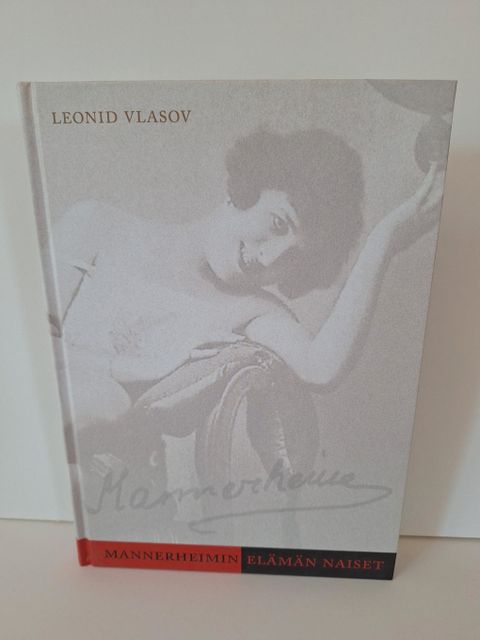 LEONID VLASOV
Mannerheim
MANNERHEIMIN ELÄMÄN NAISET